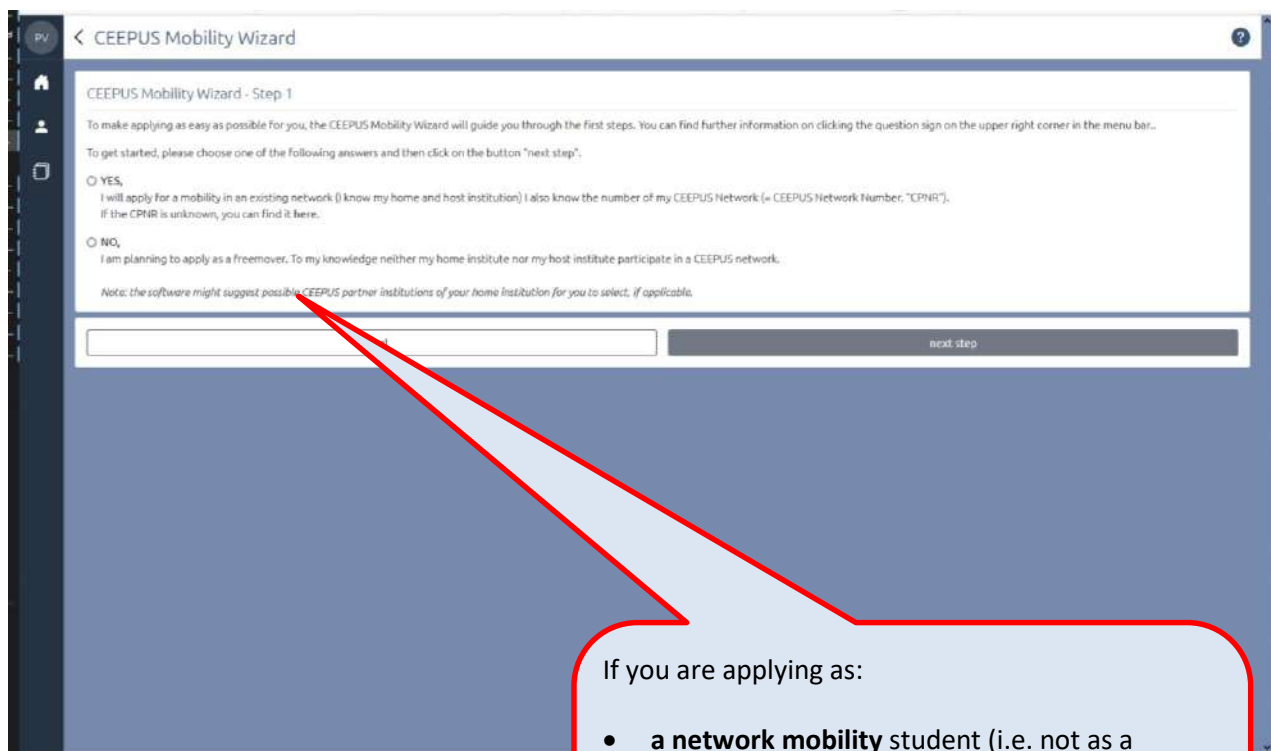 PV
CEEPUS Mobility Wizard
?
CEEPUS Mobility Wizard - Step 1
To make applying as easy as possible for you, the CEEPUS Mobility Wizard will guide you through the first steps. You can find further information on clicking the question sign on the upper right corner in the menu bar..
To get started, please choose one of the following answers and then click on the button "next step".
YES,
I will apply for a mobility in an existing network (I know my home and host institution) I also know the number of my CEEPUS Network (= CEEPUS Network Number, "CPNR").
If the CPNR is unknown, you can find it here.
NO,
I am planning to apply as a freemover. To my knowledge neither my home institute nor my host institute participate in a CEEPUS network.
Note: the software might suggest possible CEEPUS partner institutions of your home institution for you to select, if applicable.
next step
If you are applying as:
• a network mobility student (i.e. not as a